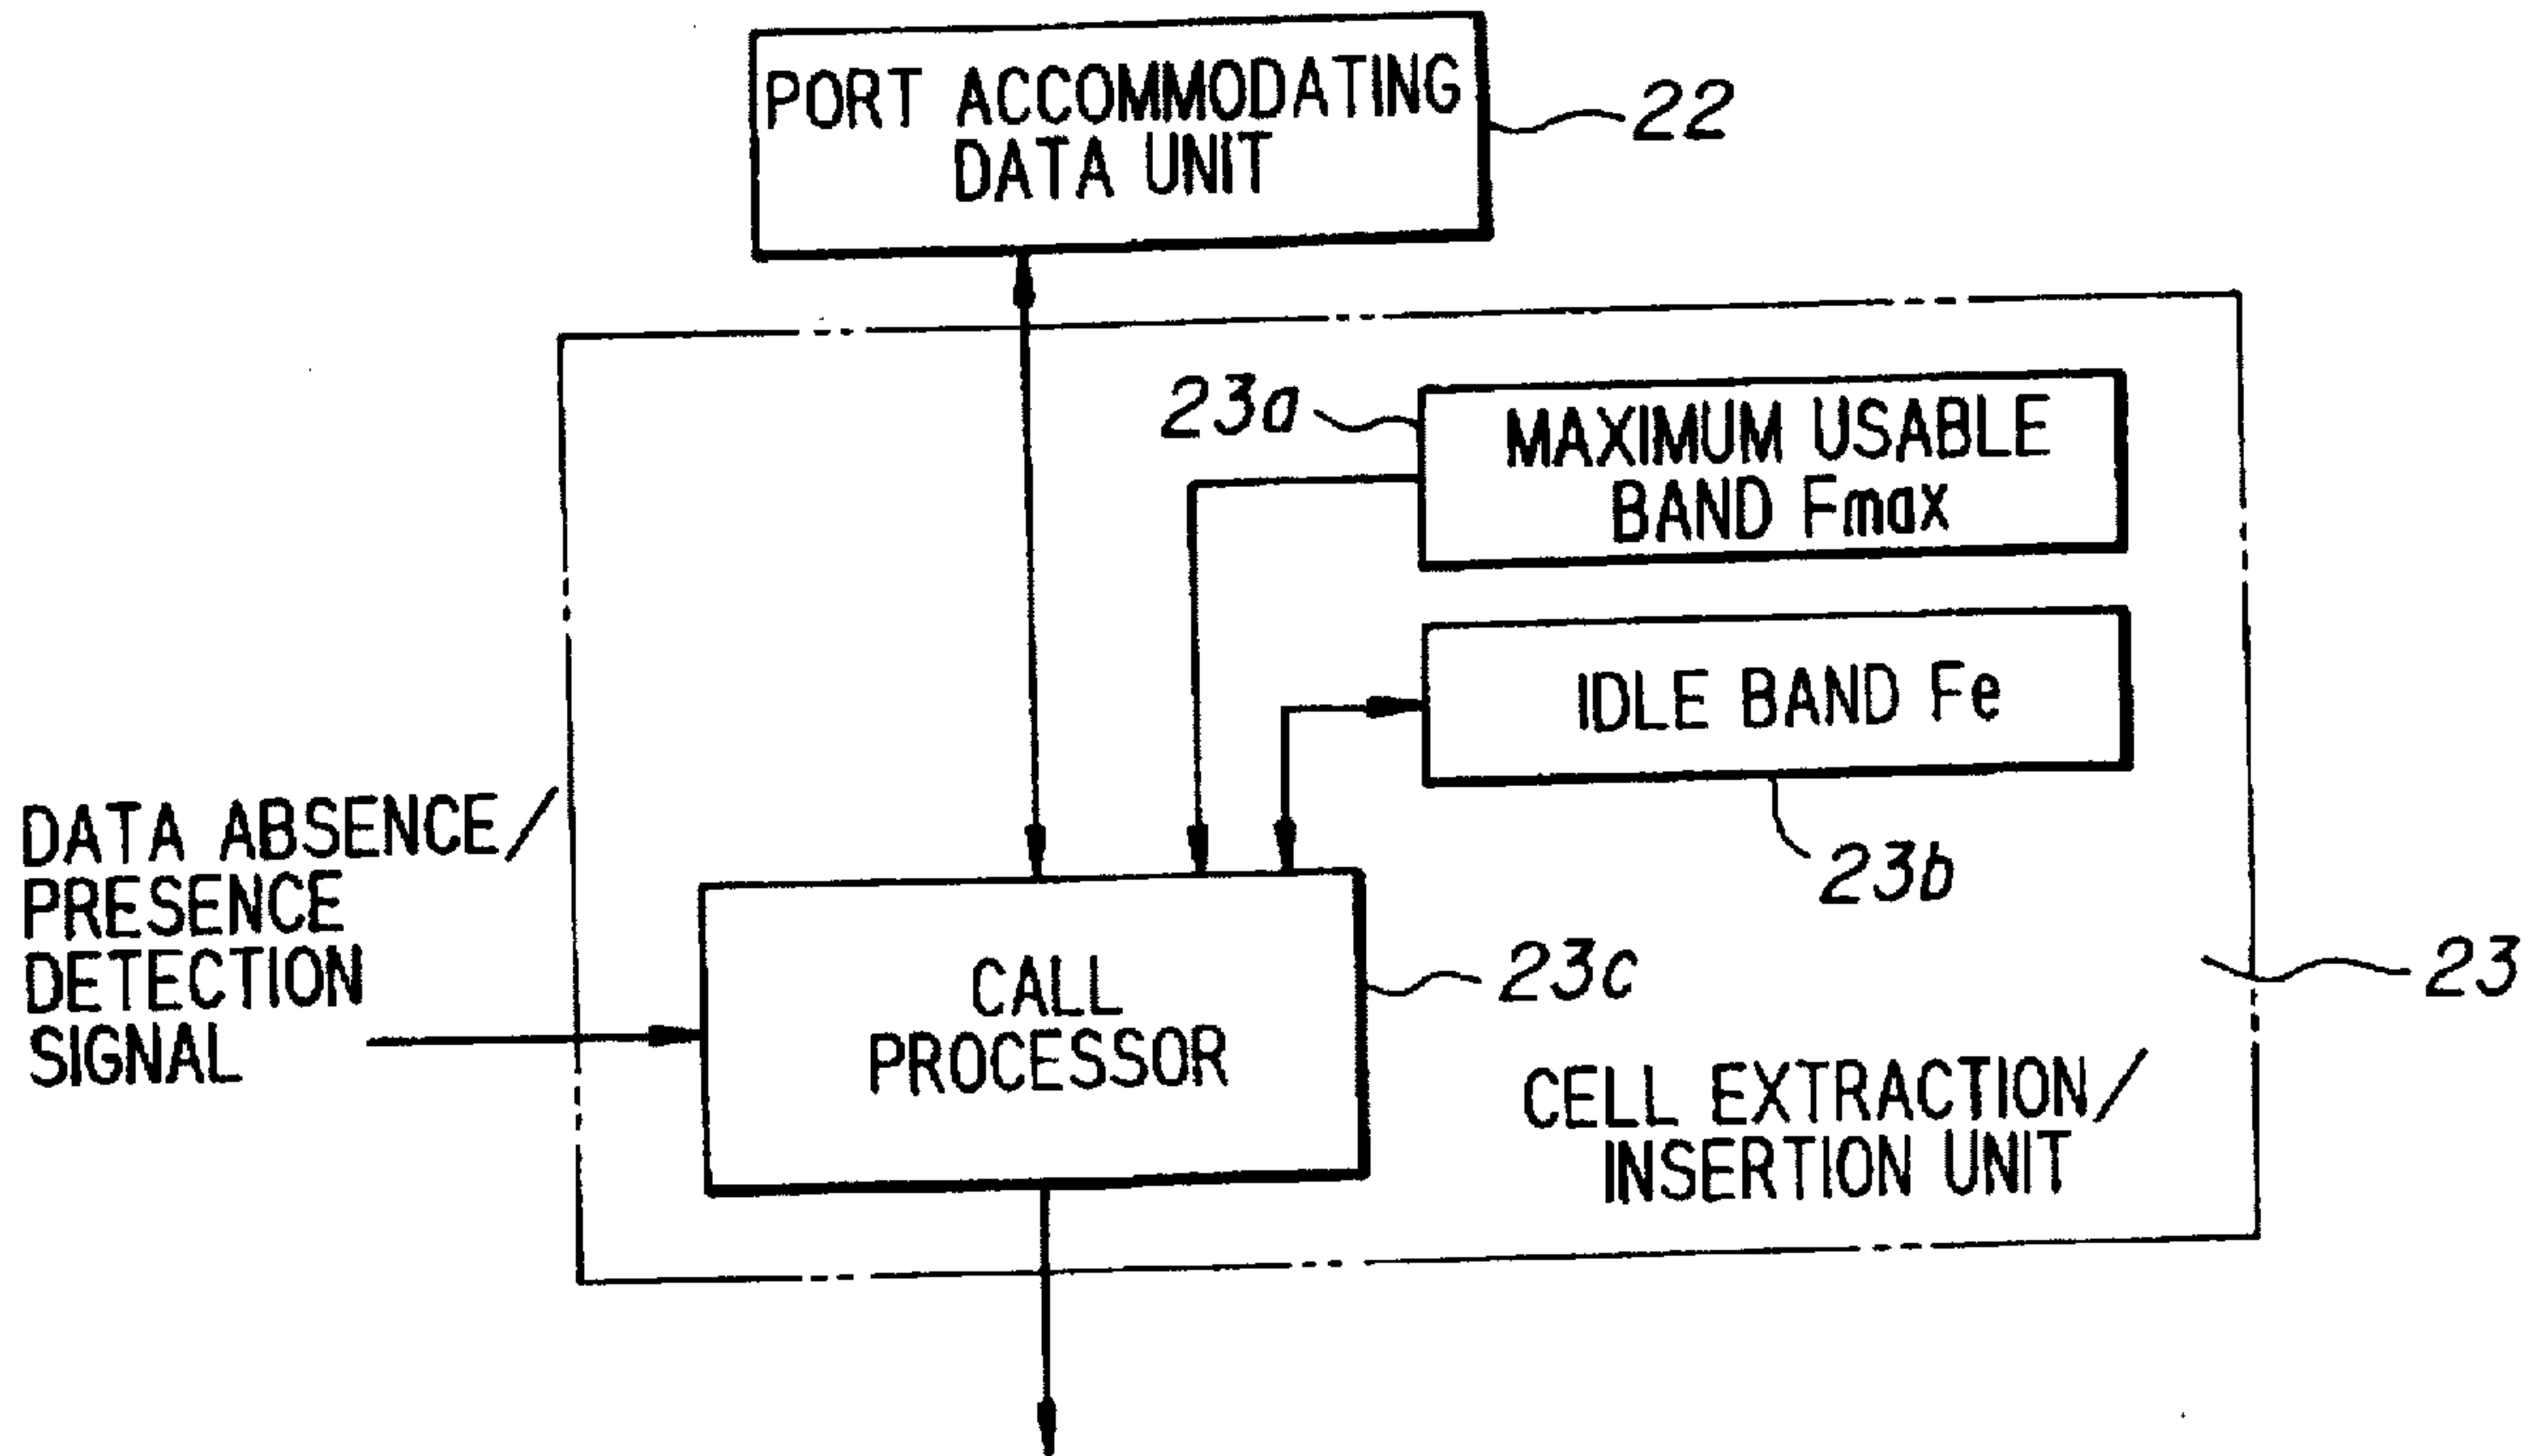 PORT ACCOMMODATING
DATA UNIT
22
23a
MAXIMUM USABLE
BAND Fmax
IDLE BAND Fe
23b
DATA ABSENCE/
PRESENCE
DETECTION
SIGNAL
CALL
PROCESSOR
23c
23
CELL EXTRACTION/
INSERTION UNIT